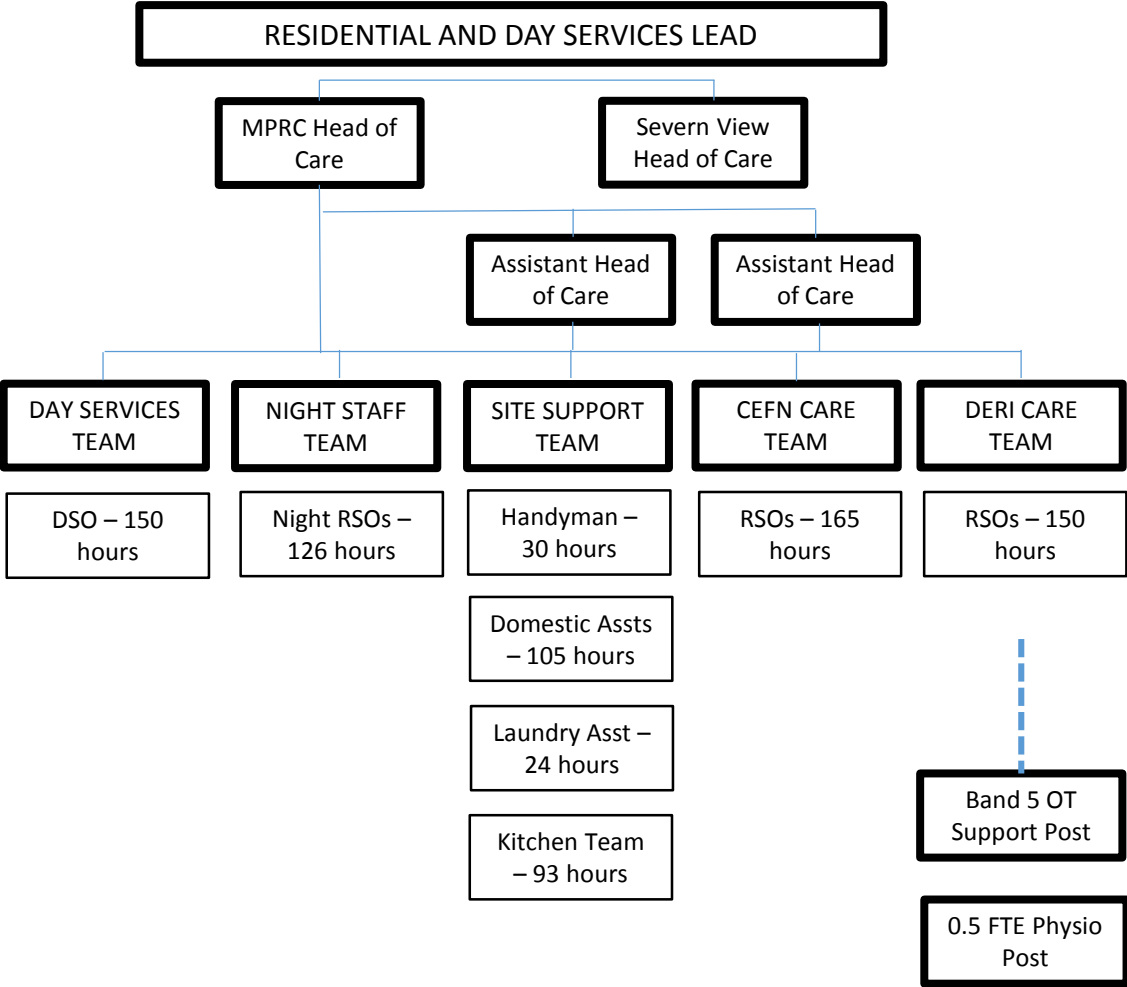 RESIDENTIAL AND DAY SERVICES LEAD
MPRC Head of
Care
Severn View
Head of Care
Assistant Head
of Care
Assistant Head
of Care
DAY SERVICES
TEAM
NIGHT STAFF
TEAM
SITE SUPPORT
TEAM
CEFN CARE
TEAM
DERI CARE
TEAM
DSO – 150
hours
Night RSOs –
126 hours
Handyman –
30 hours
RSOs – 165
hours
RSOs – 150
hours
Domestic Assts
– 105 hours
Laundry Asst –
24 hours
Kitchen Team
– 93 hours
Band 5 OT
Support Post
0.5 FTE Physio
Post